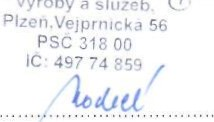 výroby a služeb.
Plzeň,Vejprnická 56
PSČ 318 00
IČ: 497 74 859